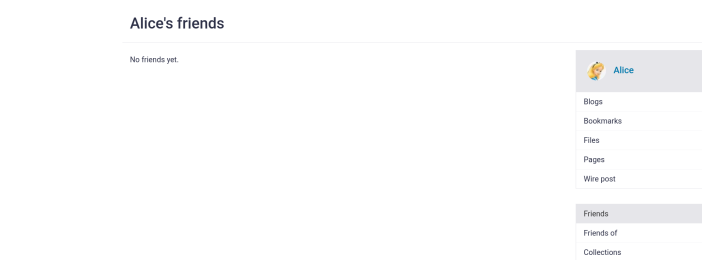 Alice's friends
No friends yet.
Alice
Blogs
Bookmarks
Files
Pages
Wire post
Friends
Friends of
Collections